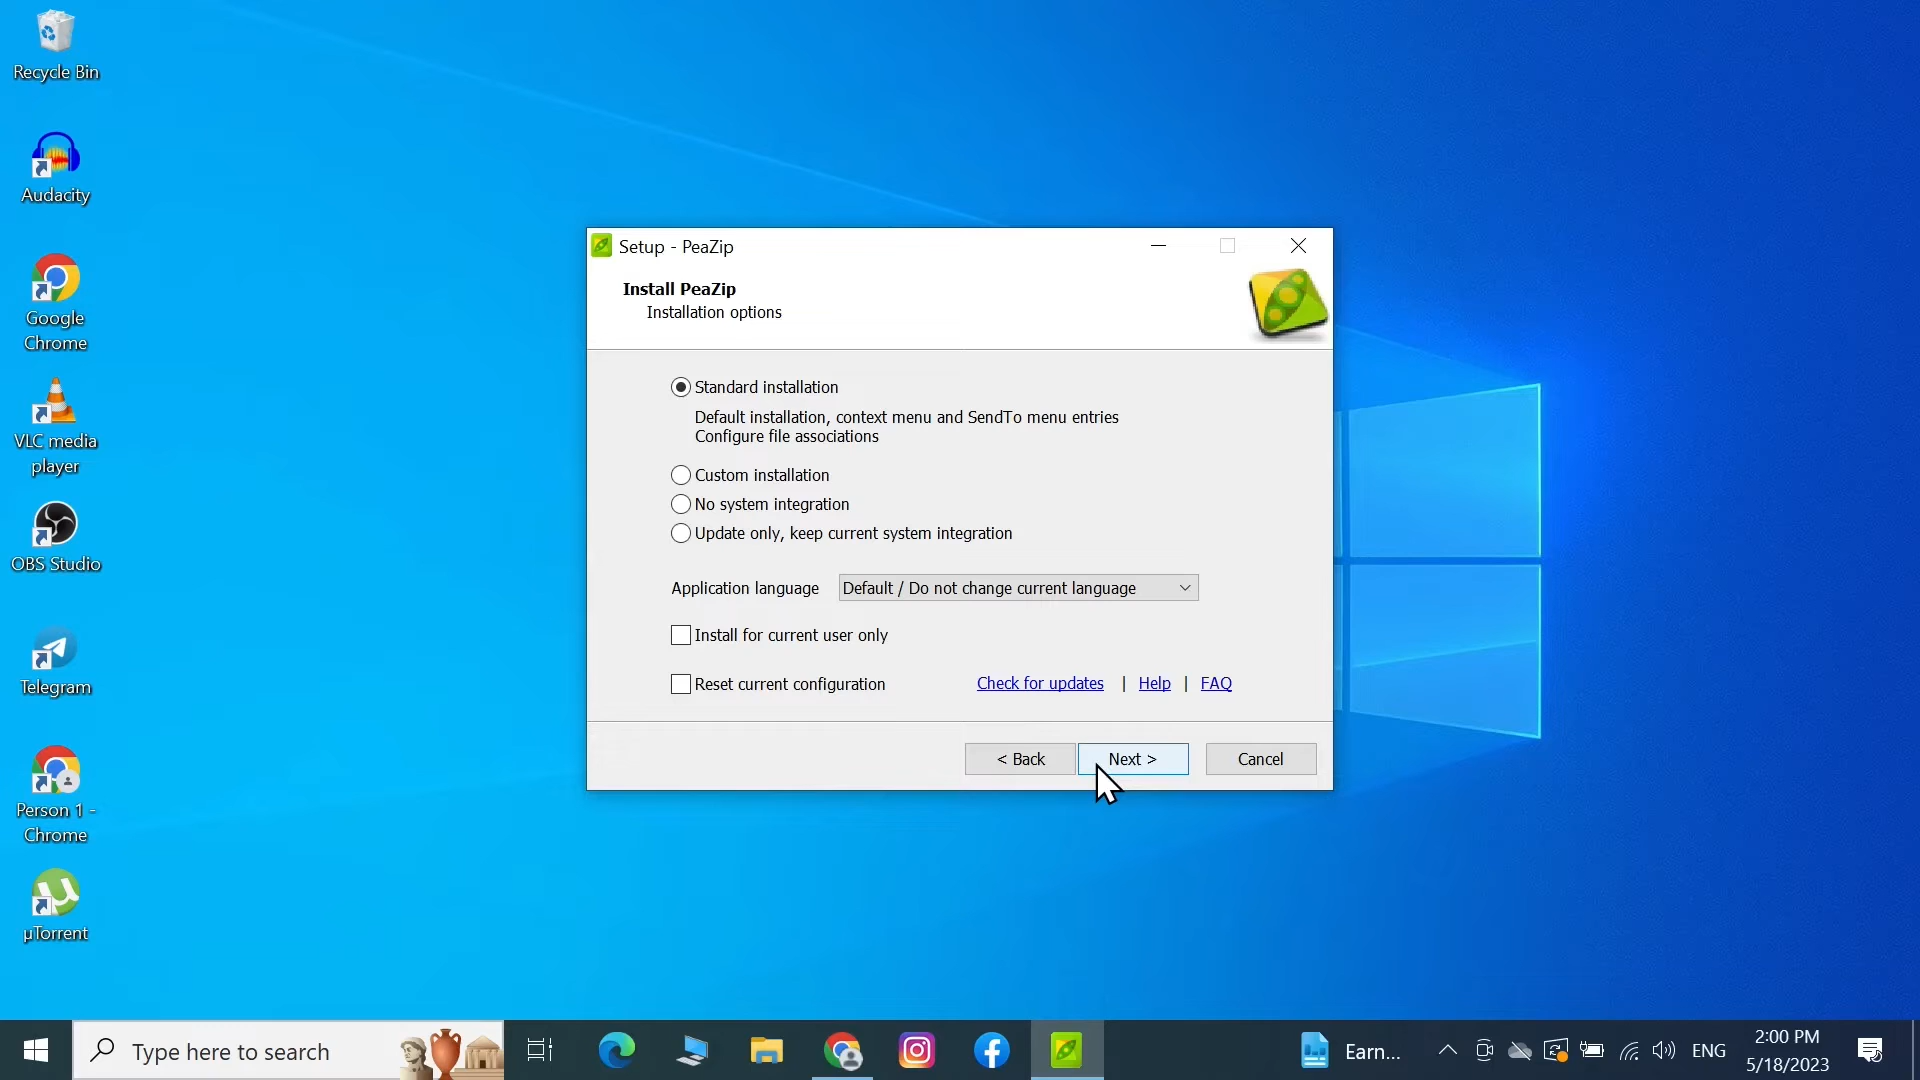 Recycle Bin
Audacity
Google
Chrome
VLC media
player
OBS Studio
Telegram
Person 1 -
Chrome
µTorrent
Setup - PeaZip
Install PeaZip
Installation options
Standard installation
Default installation, context menu and SendTo menu entries
Configure file associations
Custom installation
No system integration
Update only, keep current system integration
Application language Default / Do not change current language
Install for current user only
Reset current configuration Check for updates | Help | FAQ
< Back Next > Cancel
Type here to search
Earn...
ENG
2:00 PM
5/18/2023